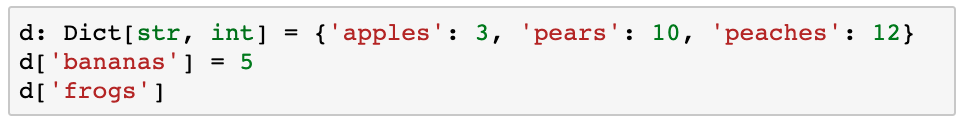 d: Dict[str, int] = {'apples': 3, 'pears': 10, 'peaches': 12}
d['bananas'] = 5
d['frogs']